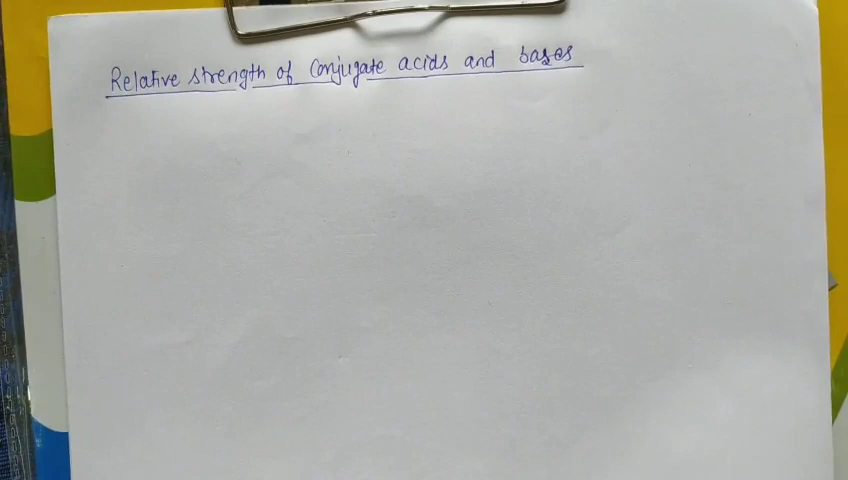 Relative strength of Conjugate acids and bases